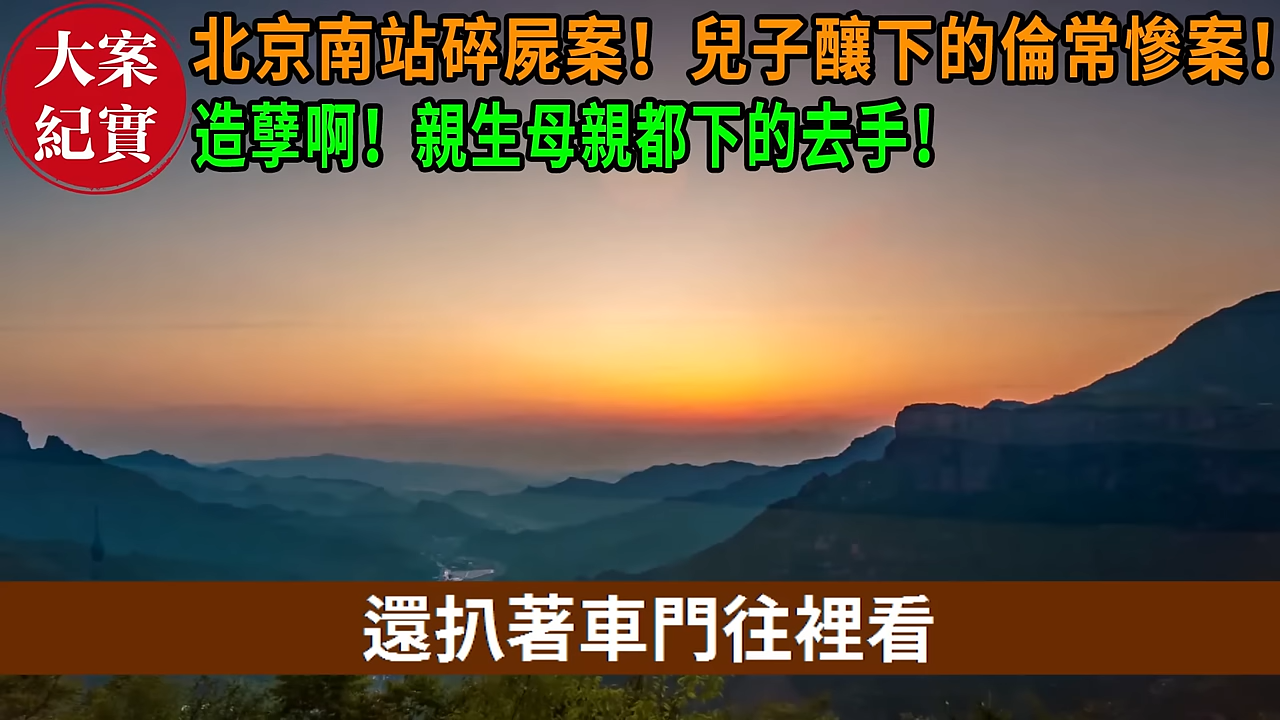 大案
紀實
北京南站碎屍案！兒子釀下的倫常慘案！
造孽啊！親生母親都下的去手！
還扒著車門往裡看